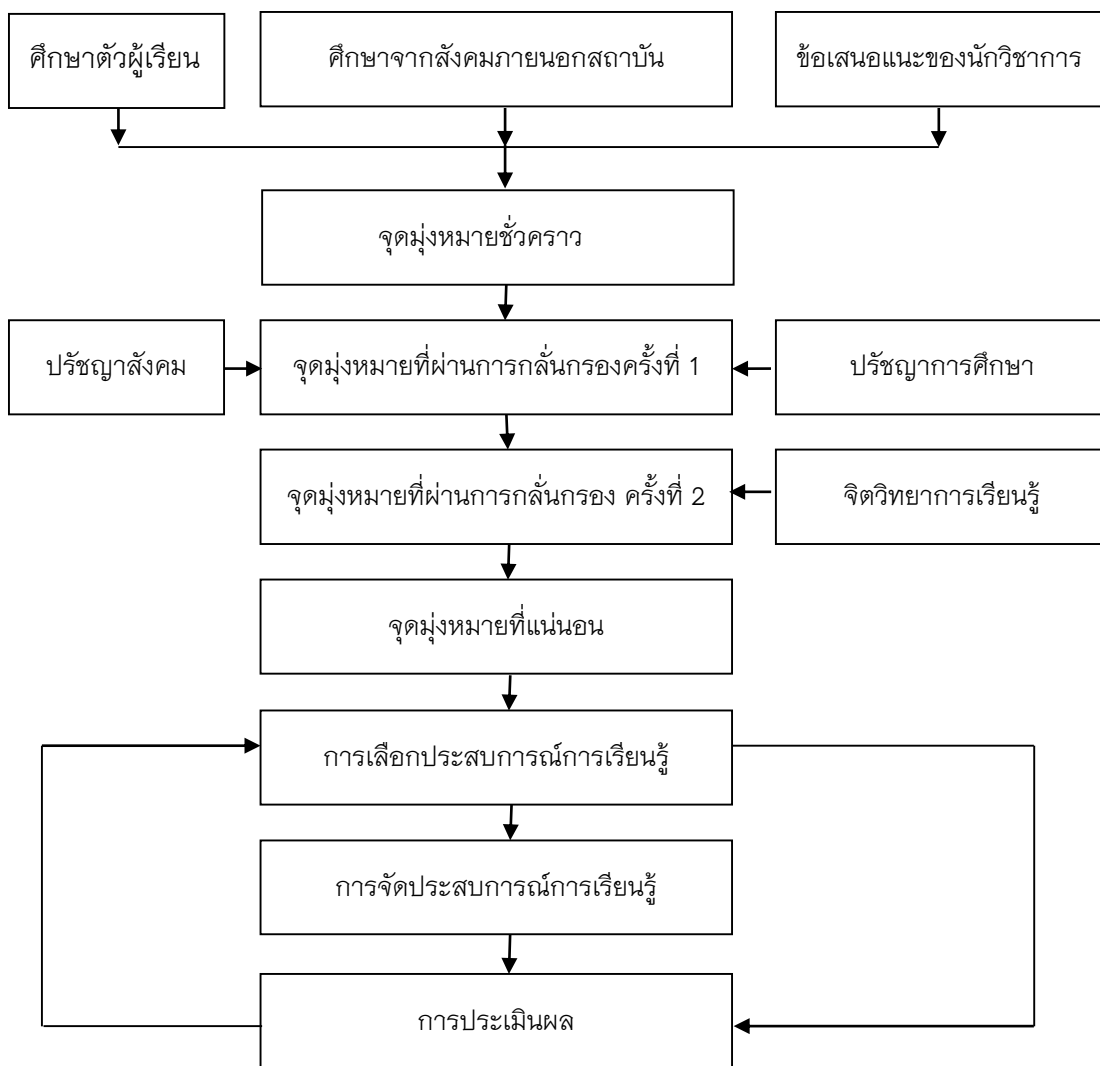 ศึกษาตัวผู้เรียน
ศึกษาจากสังคมภายนอกสถาบัน
ข้อเสนอแนะของนักวิชาการ
จุดมุ่งหมายชั่วคราว
ปรัชญาสังคม
จุดมุ่งหมายที่ผ่านการกลั่นกรองครั้งที่ 1
ปรัชญาการศึกษา
จุดมุ่งหมายที่ผ่านการกลั่นกรอง ครั้งที่ 2
จิตวิทยาการเรียนรู้
จุดมุ่งหมายที่แน่นอน
การเลือกประสบการณ์การเรียนรู้
การจัดประสบการณ์การเรียนรู้
การประเมินผล